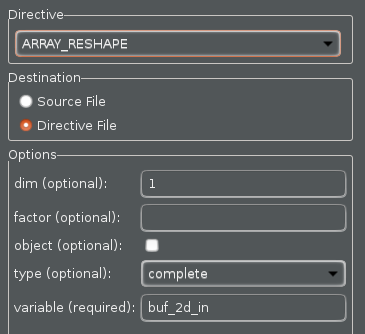 Directive
ARRAY_RESHAPE
Destination
Source File
Directive File
Options
dim (optional): 1
factor (optional):
object (optional):
type (optional): complete
variable (required): buf_2d_in